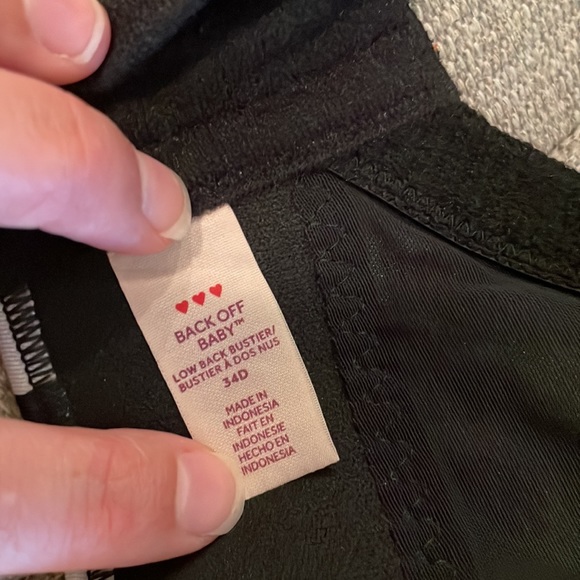 BACK OFF
BABY™
LOW BACK BUSTIER/
BUSTIER À DOS NUS
34D
MADE IN
INDONESIA
FAIT EN
INDONESIE
HECHO EN
INDONESIA